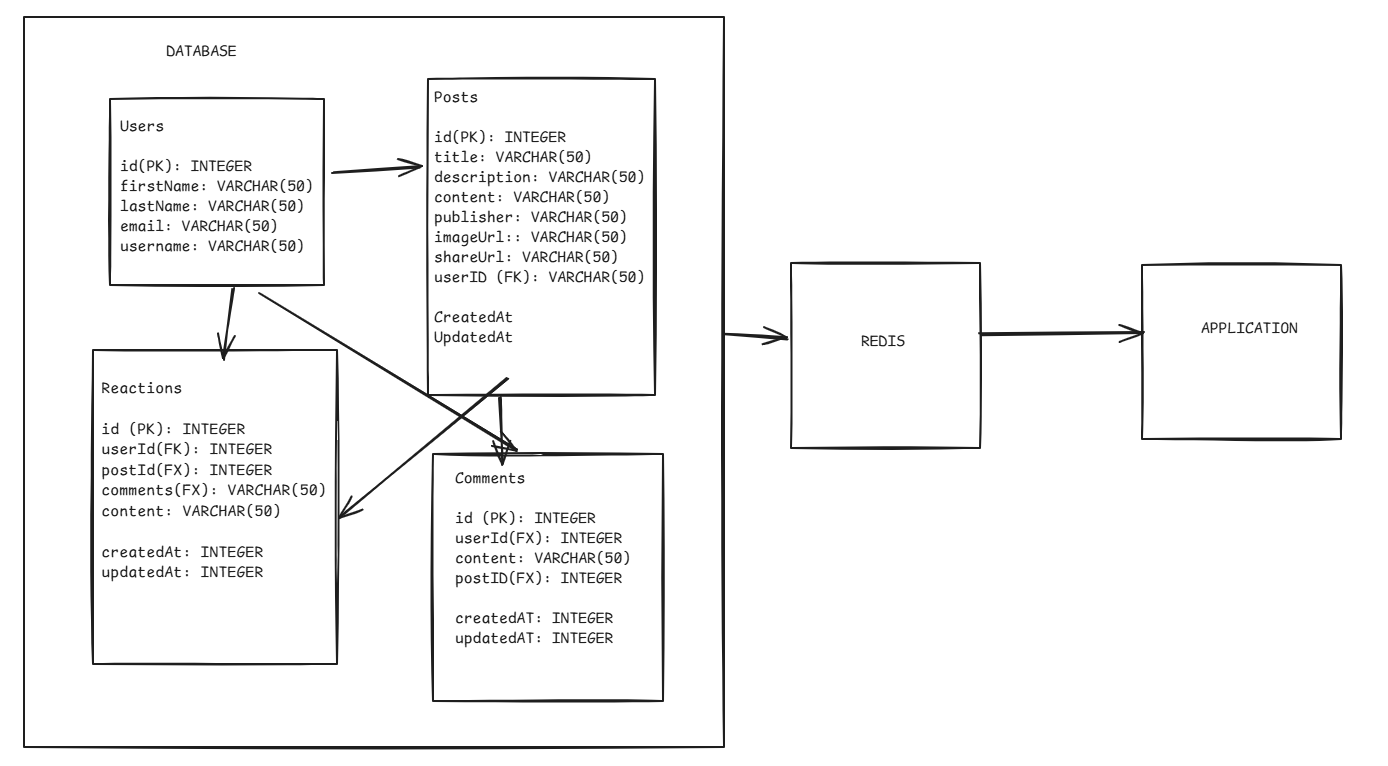 DATABASE
Users
id(PK): INTEGER
firstName: VARCHAR(50)
lastName: VARCHAR(50)
email: VARCHAR(50)
username: VARCHAR(50)
Posts
id(PK): INTEGER
title: VARCHAR(50)
description: VARCHAR(50)
content: VARCHAR(50)
publisher: VARCHAR(50)
imageUrl:: VARCHAR(50)
shareUrl: VARCHAR(50)
userID (FK): VARCHAR(50)
CreatedAt
UpdatedAt
Reactions
id (PK): INTEGER
userId(FK): INTEGER
postId(FX): INTEGER
comments(FX): VARCHAR(50)
content: VARCHAR(50)
createdAt: INTEGER
updatedAt: INTEGER
Comments
id (PK): INTEGER
userId(FX): INTEGER
content: VARCHAR(50)
postID(FX): INTEGER
createdAT: INTEGER
updatedAT: INTEGER
REDIS
APPLICATION